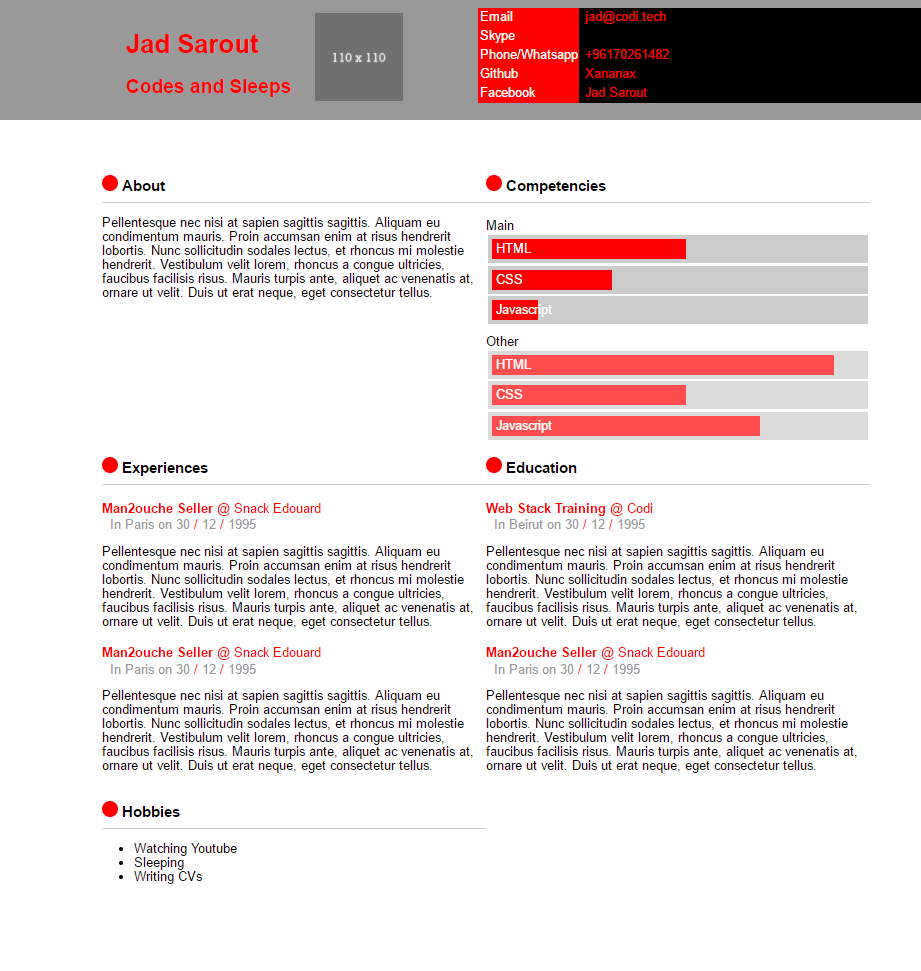 Jad Sarout
Codes and Sleeps
110 x 110
Email jad@codi.tech
Skype
Phone/Whatsapp +96170261482
Github Xananax
Facebook Jad Sarout
About
Pellentesque nec nisi at sapien sagittis sagittis. Aliquam eu
condimentum mauris. Proin accumsan enim at risus hendrerit
lobortis. Nunc sollicitudin sodales lectus, et rhoncus mi molestie
hendrerit. Vestibulum velit lorem, rhoncus a congue ultricies,
faucibus facilisis risus. Mauris turpis ante, aliquet ac venenatis at,
ornare ut velit. Duis ut erat neque, eget consectetur tellus.
Competencies
Main
HTML
CSS
Javascript
Other
HTML
CSS
Javascript
Experiences
Man2ouche Seller @ Snack Edouard
In Paris on 30 / 12 / 1995
Pellentesque nec nisi at sapien sagittis sagittis. Aliquam eu
condimentum mauris. Proin accumsan enim at risus hendrerit
lobortis. Nunc sollicitudin sodales lectus, et rhoncus mi molestie
hendrerit. Vestibulum velit lorem, rhoncus a congue ultricies,
faucibus facilisis risus. Mauris turpis ante, aliquet ac venenatis at,
ornare ut velit. Duis ut erat neque, eget consectetur tellus.
Man2ouche Seller @ Snack Edouard
In Paris on 30 / 12 / 1995
Pellentesque nec nisi at sapien sagittis sagittis. Aliquam eu
condimentum mauris. Proin accumsan enim at risus hendrerit
lobortis. Nunc sollicitudin sodales lectus, et rhoncus mi molestie
hendrerit. Vestibulum velit lorem, rhoncus a congue ultricies,
faucibus facilisis risus. Mauris turpis ante, aliquet ac venenatis at,
ornare ut velit. Duis ut erat neque, eget consectetur tellus.
Education
Web Stack Training @ Codi
In Beirut on 30 / 12 / 1995
Pellentesque nec nisi at sapien sagittis sagittis. Aliquam eu
condimentum mauris. Proin accumsan enim at risus hendrerit
lobortis. Nunc sollicitudin sodales lectus, et rhoncus mi molestie
hendrerit. Vestibulum velit lorem, rhoncus a congue ultricies,
faucibus facilisis risus. Mauris turpis ante, aliquet ac venenatis at,
ornare ut velit. Duis ut erat neque, eget consectetur tellus.
Man2ouche Seller @ Snack Edouard
In Paris on 30 / 12 / 1995
Pellentesque nec nisi at sapien sagittis sagittis. Aliquam eu
condimentum mauris. Proin accumsan enim at risus hendrerit
lobortis. Nunc sollicitudin sodales lectus, et rhoncus mi molestie
hendrerit. Vestibulum velit lorem, rhoncus a congue ultricies,
faucibus facilisis risus. Mauris turpis ante, aliquet ac venenatis at,
ornare ut velit. Duis ut erat neque, eget consectetur tellus.
Hobbies
• Watching Youtube
• Sleeping
• Writing CVs